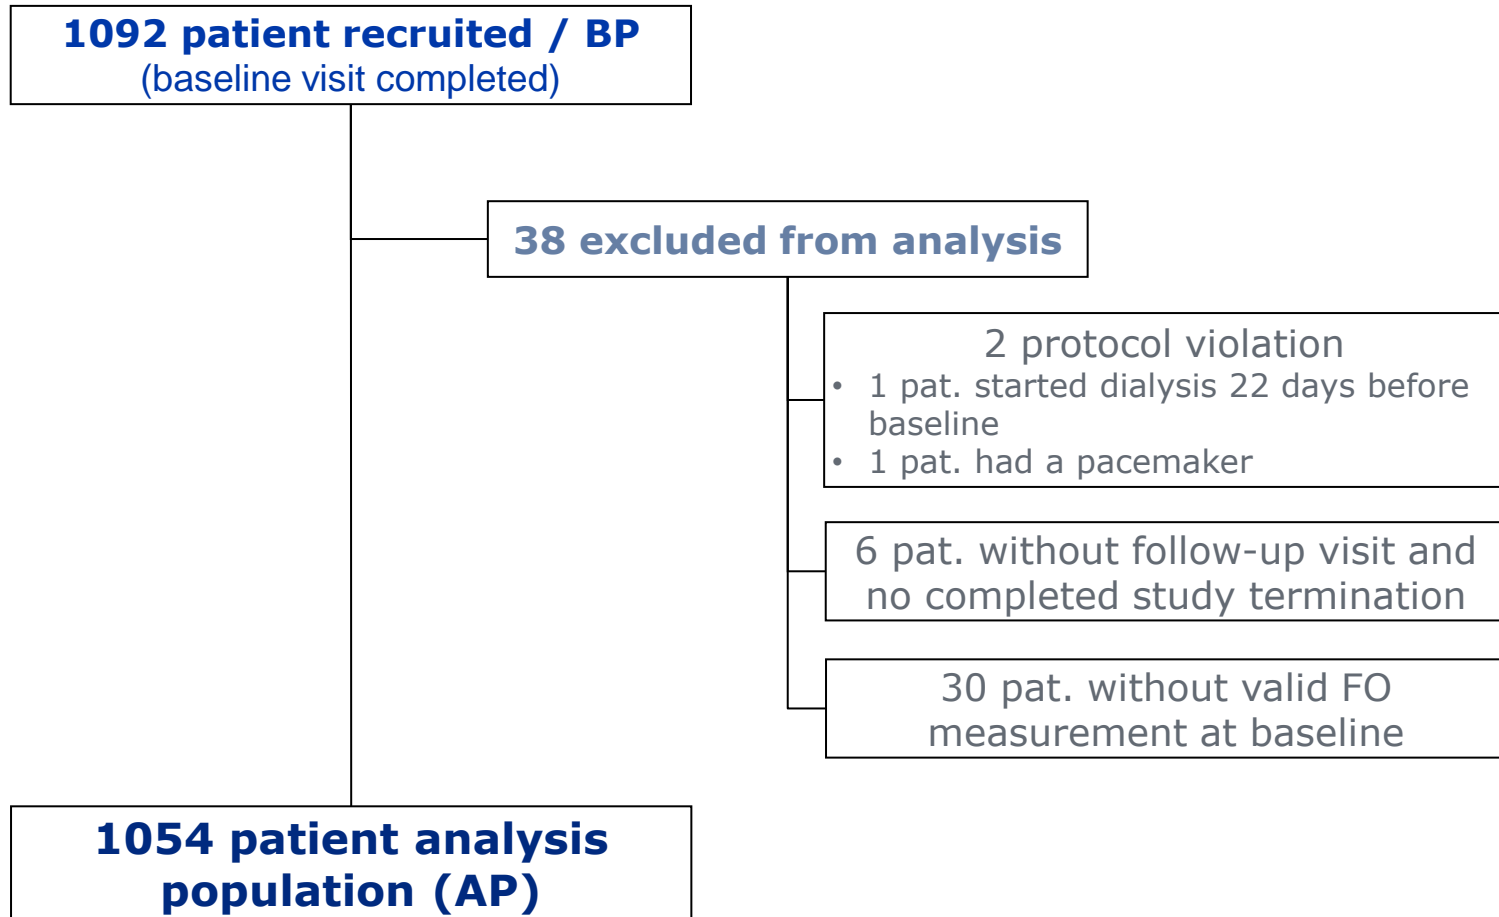 1092 patient recruited / BP
(baseline visit completed)
38 excluded from analysis
2 protocol violation
• 1 pat. started dialysis 22 days before
baseline
• 1 pat. had a pacemaker
6 pat. without follow-up visit and
no completed study termination
30 pat. without valid FO
measurement at baseline
1054 patient analysis
population (AP)